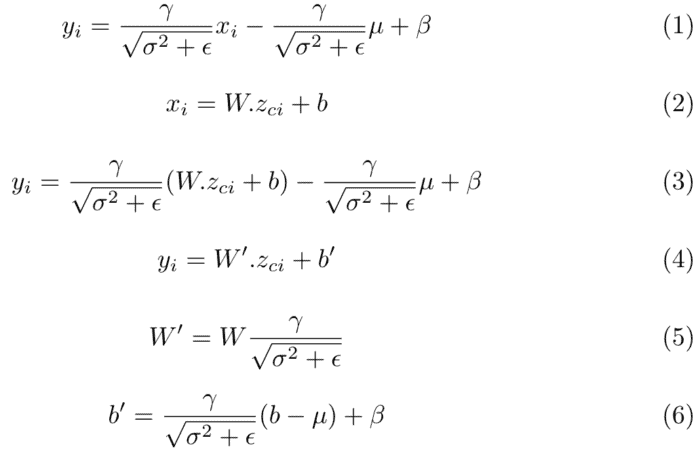 $y_i = \frac{\gamma}{\sqrt{\sigma^2 + \epsilon}} x_i - \frac{\gamma}{\sqrt{\sigma^2 + \epsilon}} \mu + \beta$ (1)
$x_i = W.z_{ci} + b$ (2)
$y_i = \frac{\gamma}{\sqrt{\sigma^2 + \epsilon}} (W.z_{ci} + b) - \frac{\gamma}{\sqrt{\sigma^2 + \epsilon}} \mu + \beta$ (3)
$y_i = W'.z_{ci} + b'$ (4)
$W' = W \frac{\gamma}{\sqrt{\sigma^2 + \epsilon}}$ (5)
$b' = \frac{\gamma}{\sqrt{\sigma^2 + \epsilon}} (b - \mu) + \beta$ (6)